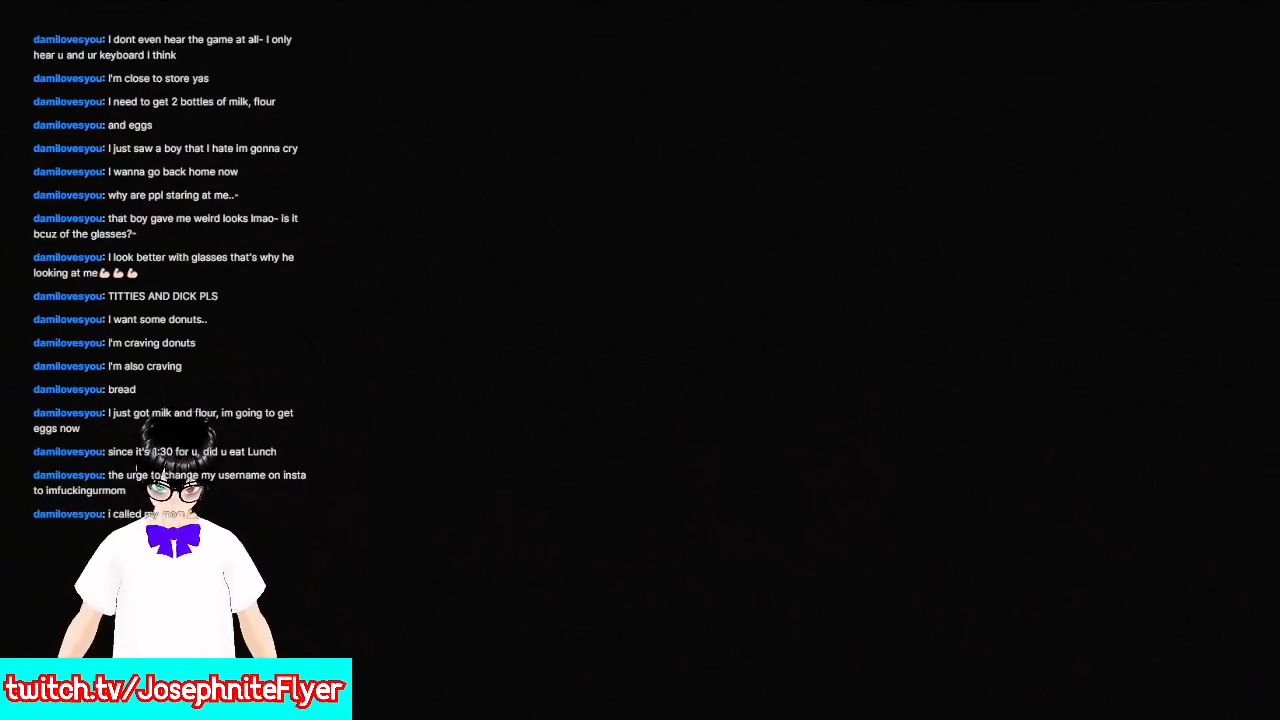 damilovesyou: I dont even hear the game at all- I only
hear u and ur keyboard I think
damilovesyou: I'm close to store yas
damilovesyou: I need to get 2 bottles of milk, flour
damilovesyou: and eggs
damilovesyou: I just saw a boy that I hate im gonna cry
damilovesyou: I wanna go back home now
damilovesyou: why are ppl staring at me..-
damilovesyou: that boy gave me weird looks lmao- is it
bcuz of the glasses?-
damilovesyou: I look better with glasses that's why he
looking at me💪🏻💪🏻💪🏻
damilovesyou: TITTIES AND DICK PLS
damilovesyou: I want some donuts..
damilovesyou: I'm craving donuts
damilovesyou: I'm also craving
damilovesyou: bread
damilovesyou: I just got milk and flour, im going to get
eggs now
damilovesyou: since it's 1:30 for u, did u eat Lunch
damilovesyou: the urge to change my username on insta
to imfuckingurmom
damilovesyou: i called my mom
twitch.tv/JosephniteFlyer